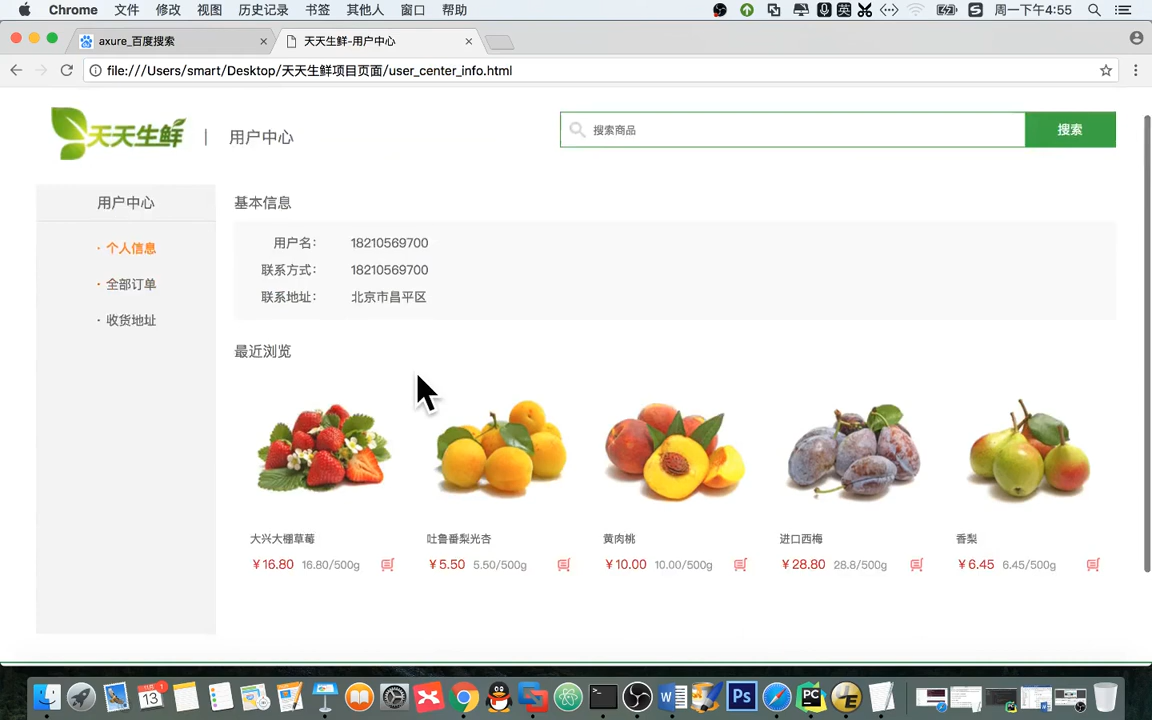 Chrome 文件 修改 视图 历史记录 书签 其他人 窗口 帮助 英 周一下午4:55
axure_百度搜索 天天生鲜-用户中心
file:///Users/smart/Desktop/天天生鲜项目页面/user_center_info.html
天天生鲜 | 用户中心 搜索商品 搜索
用户中心
· 个人信息
· 全部订单
· 收货地址
基本信息
用户名: 18210569700
联系方式: 18210569700
联系地址: 北京市昌平区
最近浏览
大兴大棚草莓 吐鲁番梨光杏 黄肉桃 进口西梅 香梨
￥16.80 16.80/500g ￥5.50 5.50/500g ￥10.00 10.00/500g ￥28.80 28.8/500g ￥6.45 6.45/500g
13 Ps PC